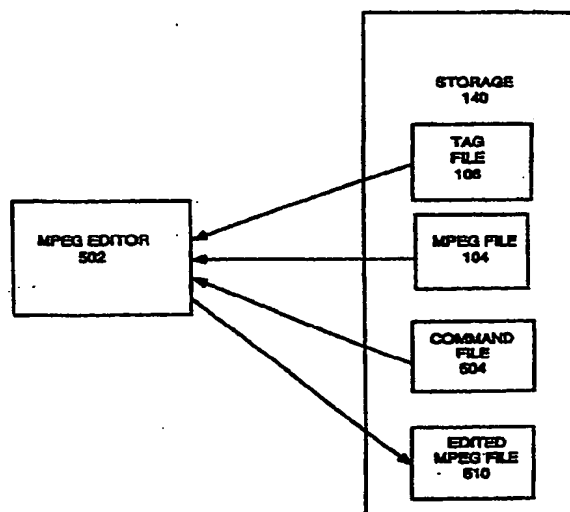 STORAGE
140
TAG
FILE
106
MPEG EDITOR
502
MPEG FILE
104
COMMAND
FILE
504
EDITED
MPEG FILE
510